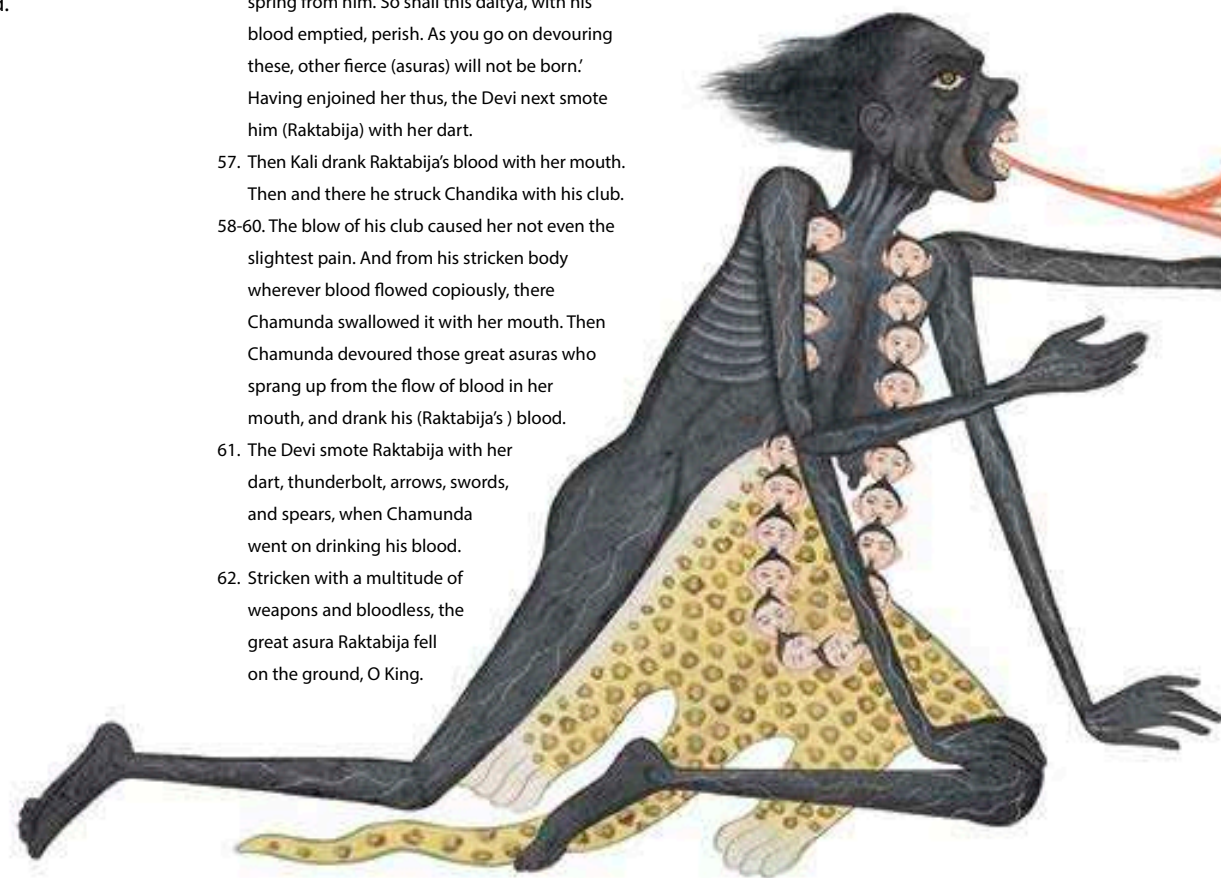 d.
spring from him. So shall this daitya, with his
blood emptied, perish. As you go on devouring
these, other fierce (asuras) will not be born.’
Having enjoined her thus, the Devi next smote
him (Raktabija) with her dart.
57. Then Kali drank Raktabija’s blood with her mouth.
Then and there he struck Chandika with his club.
58-60. The blow of his club caused her not even the
slightest pain. And from his stricken body
wherever blood flowed copiously, there
Chamunda swallowed it with her mouth. Then
Chamunda devoured those great asuras who
sprang up from the flow of blood in her
mouth, and drank his (Raktabija’s ) blood.
61. The Devi smote Raktabija with her
dart, thunderbolt, arrows, swords,
and spears, when Chamunda
went on drinking his blood.
62. Stricken with a multitude of
weapons and bloodless, the
great asura Raktabija fell
on the ground, O King.